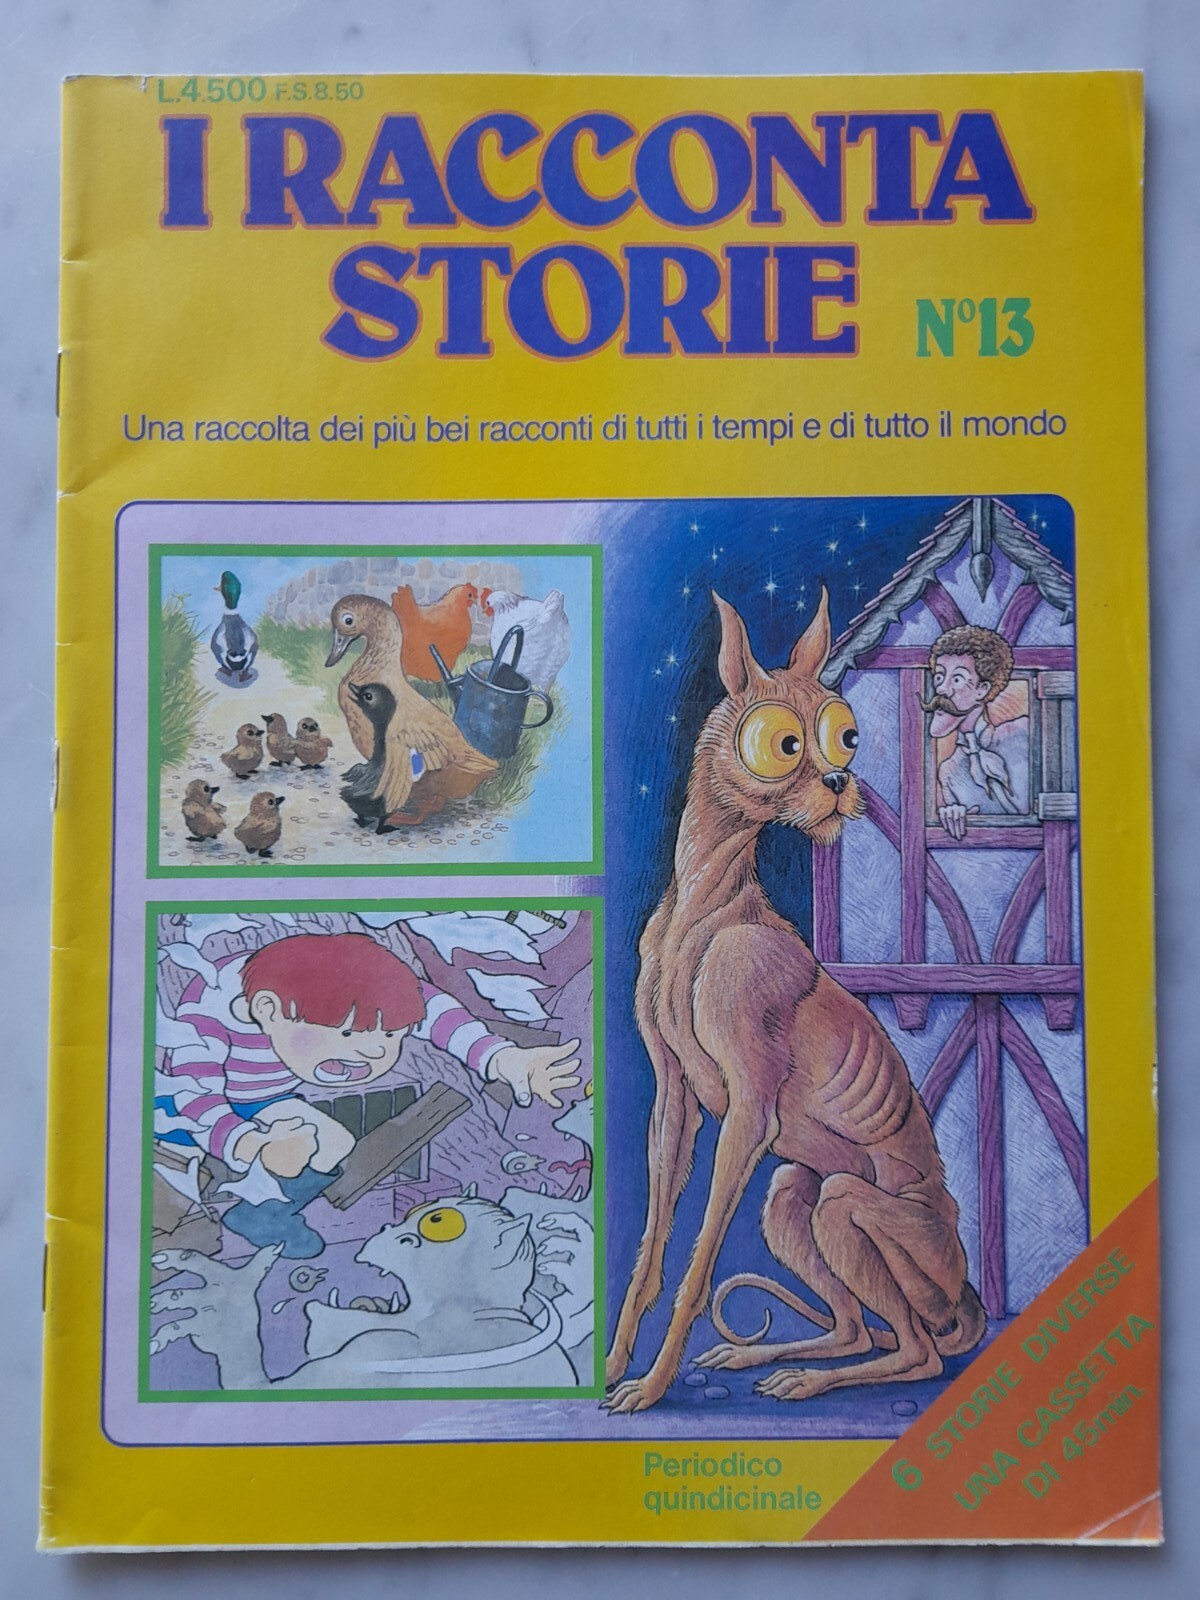 L.4.500 F.S.8.50
I RACCONTA
STORIE N°13
Una raccolta dei più bei racconti di tutti i tempi e di tutto il mondo
Periodico
quindicinale
6 STORIE DIVERSE
UNA CASSETTA
DI 45min.